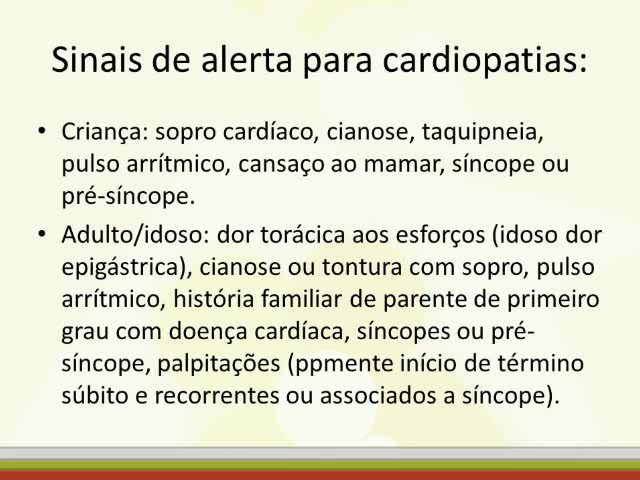 Sinais de alerta para cardiopatias:
• Criança: sopro cardíaco, cianose, taquipneia,
pulso arrítmico, cansaço ao mamar, síncope ou
pré-síncope.
• Adulto/idoso: dor torácica aos esforços (idoso dor
epigástrica), cianose ou tontura com sopro, pulso
arrítmico, história familiar de parente de primeiro
grau com doença cardíaca, síncopes ou pré-
síncope, palpitações (ppmente início de término
súbito e recorrentes ou associados a síncope).